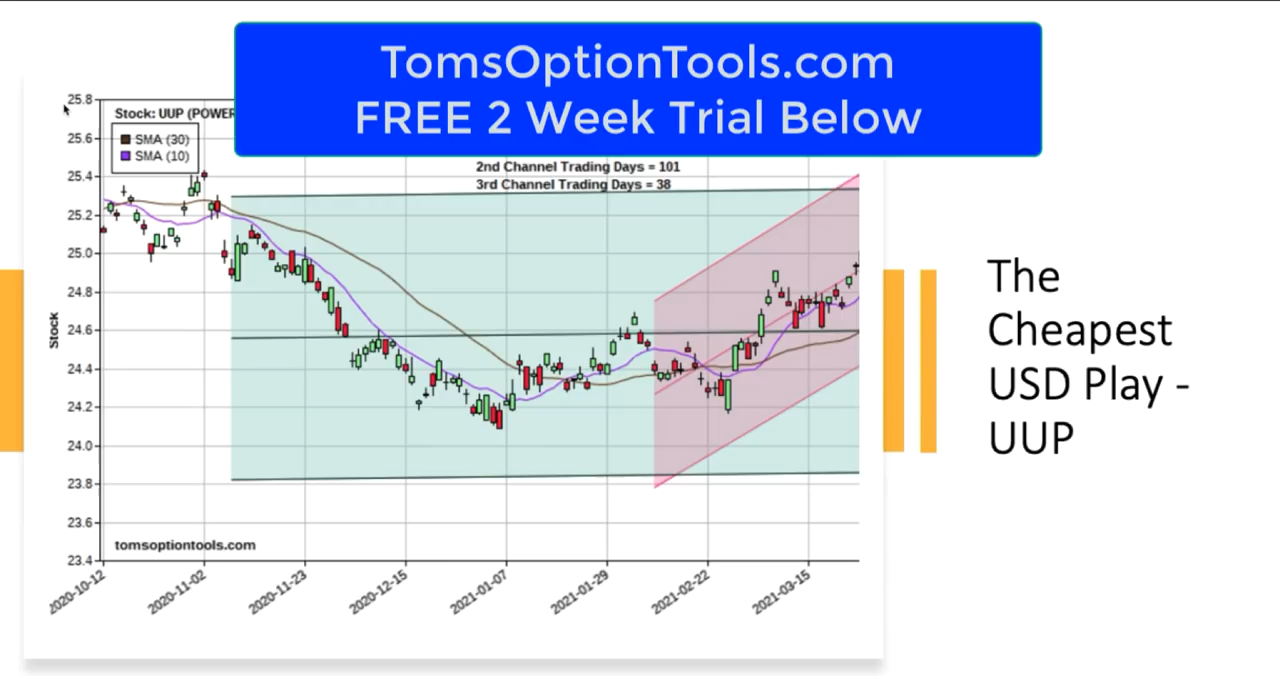 TomsOptionTools.com
FREE 2 Week Trial Below
Stock: UUP (POWER
SMA (30)
SMA (10)
2nd Channel Trading Days = 101
3rd Channel Trading Days = 38
25.8
25.6
25.4
25.2
25.0
24.8
24.6
24.4
24.2
24.0
23.8
23.6
23.4
Stock
tomsoptiontools.com
2020-10-12
2020-11-02
2020-11-23
2020-12-15
2021-01-07
2021-01-29
2021-02-22
2021-03-15
The
Cheapest
USD Play -
UUP